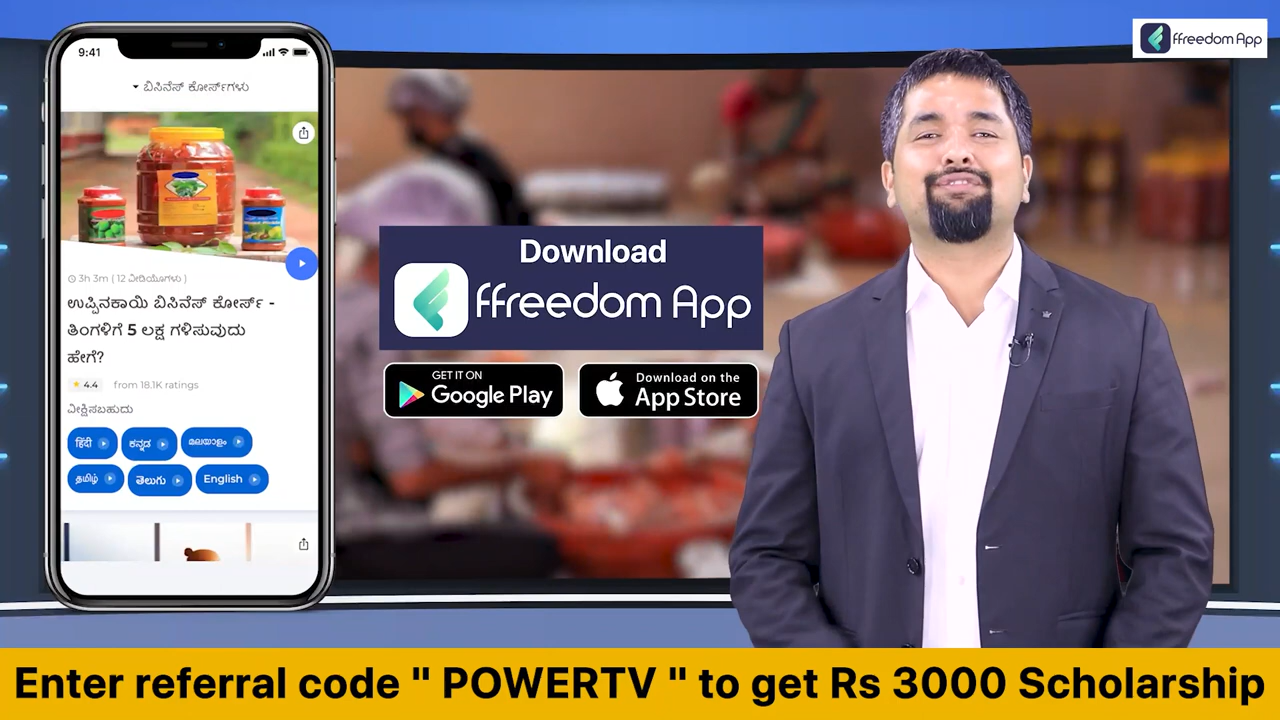 9:41
ಬಿಸಿನೆಸ್ ಕೋರ್ಸ್‌ಗಳು
3h 3m ( 12 ವೀಡಿಯೊಗಳು )
ಉಪ್ಪಿನಕಾಯಿ ಬಿಸಿನೆಸ್ ಕೋರ್ಸ್ -
ತಿಂಗಳಿಗೆ 5 ಲಕ್ಷ ಗಳಿಸುವುದು
ಹೇಗೆ?
4.4 from 18.1K ratings
ವೀಕ್ಷಿಸಬಹುದು
हिंदी ಕನ್ನಡ മലയാളം
தமிழ் తెలుగు English
Download
ffreedom App
GET IT ON
Google Play
Download on the
App Store
ffreedom App
Enter referral code " POWERTV " to get Rs 3000 Scholarship